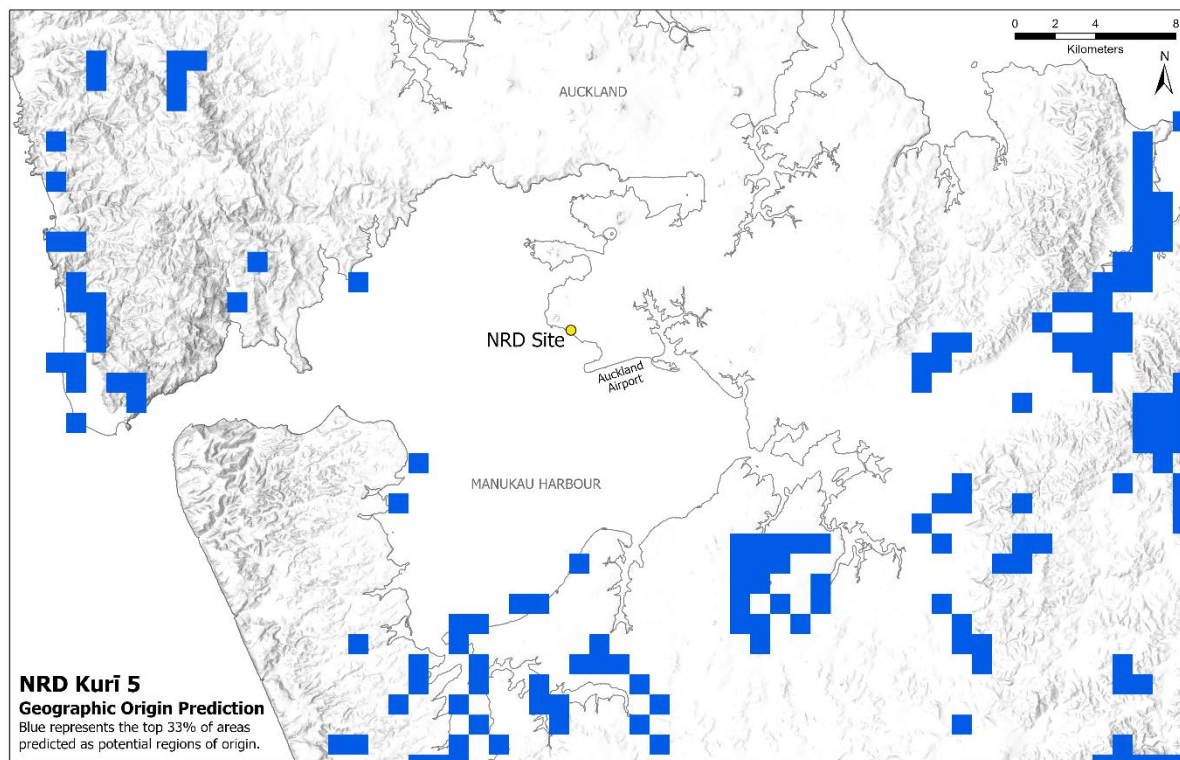 0 2 4 8
Kilometers
N
AUCKLAND
NRD Site
Auckland
Airport
MANUKAU HARBOUR
NRD Kurī 5
Geographic Origin Prediction
Blue represents the top 33% of areas
predicted as potential regions of origin.